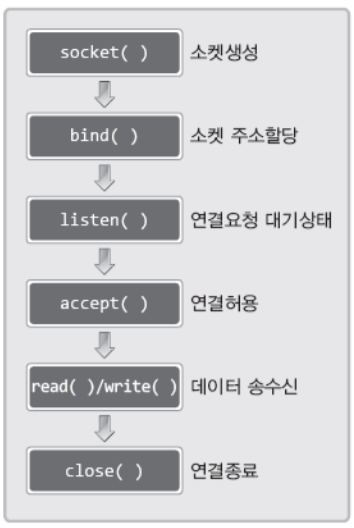 socket( ) 소켓생성
bind( ) 소켓 주소할당
listen( ) 연결요청 대기상태
accept( ) 연결허용
read( )/write( ) 데이터 송수신
close( ) 연결종료